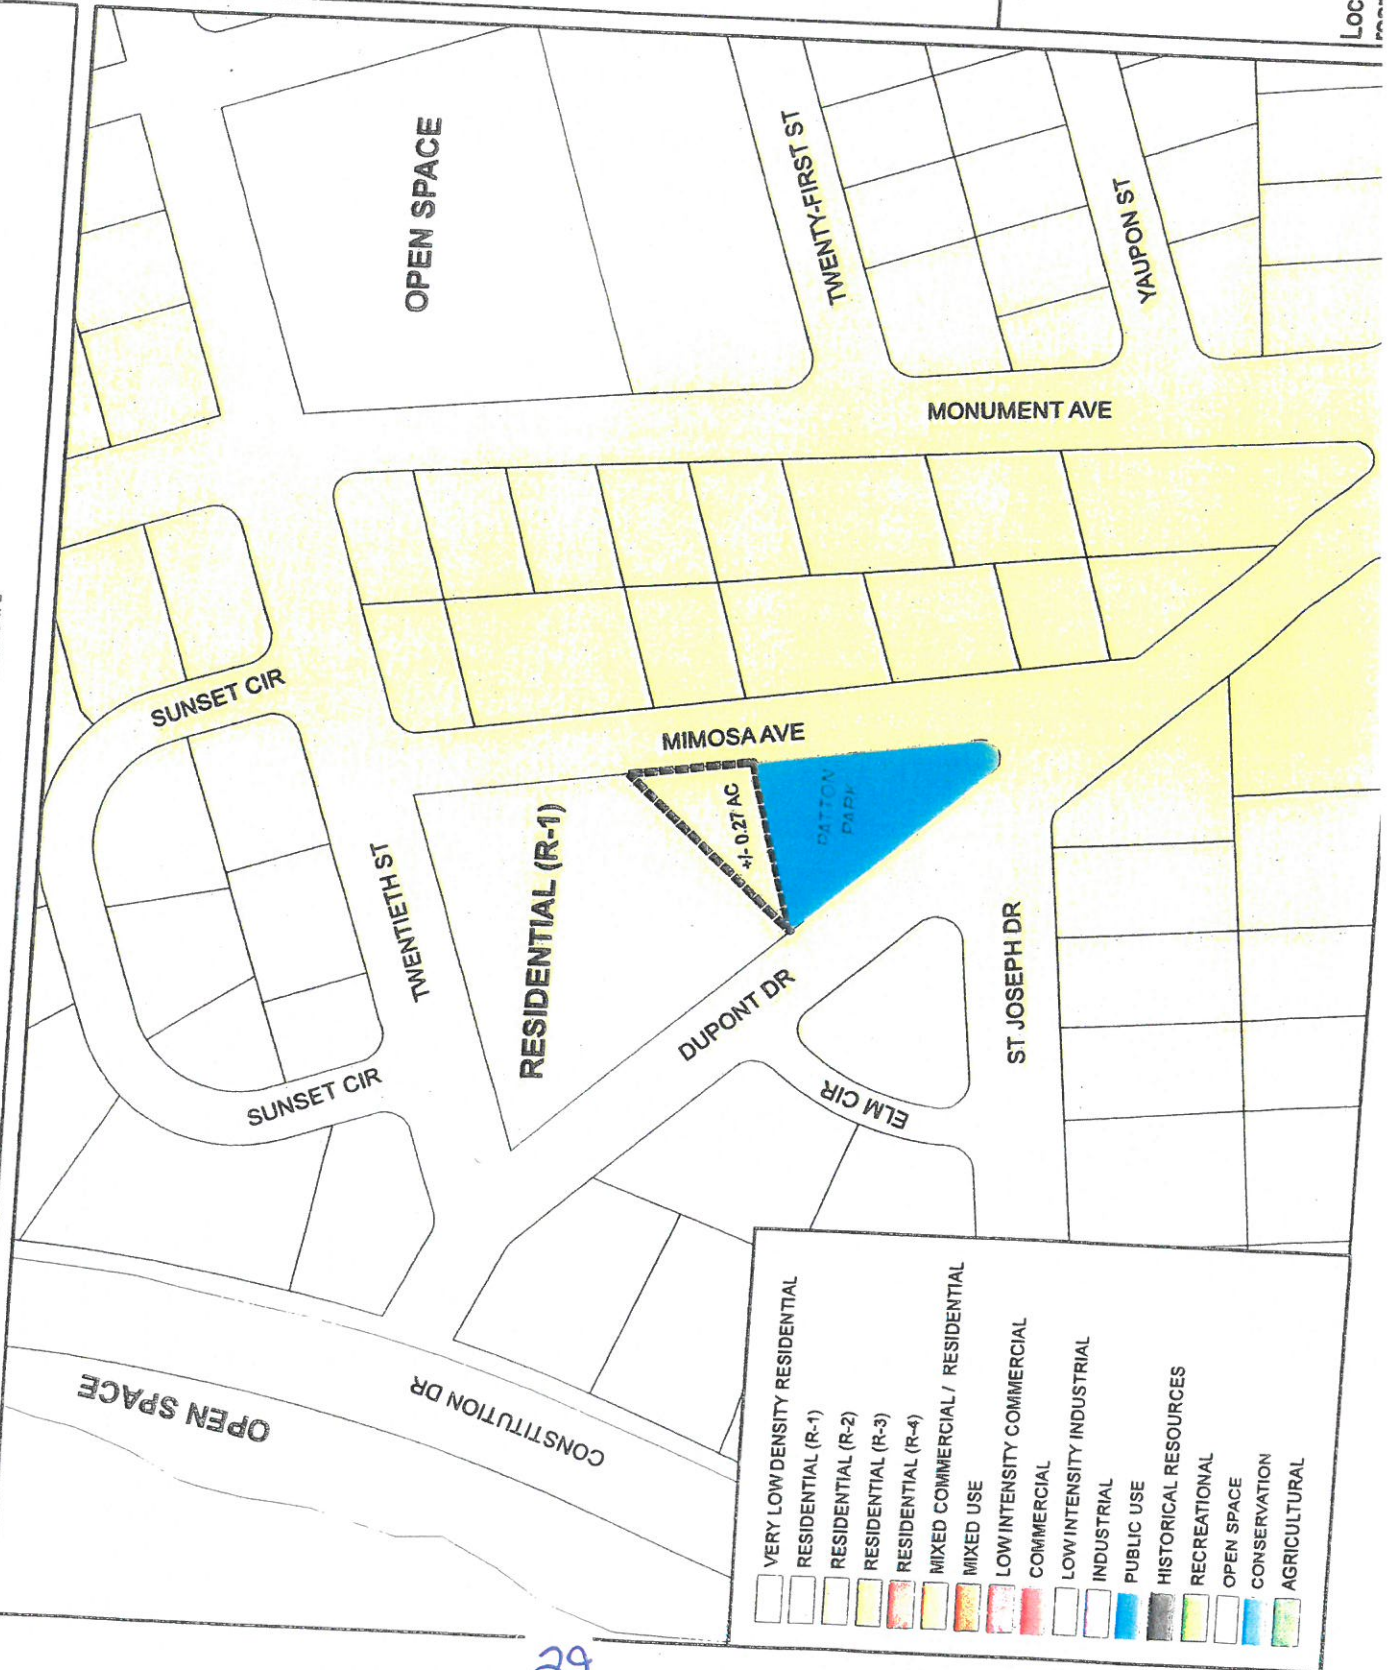 Loc
OPEN SPACE
TWENTY-FIRST ST
YAUPON ST
MONUMENT AVE
SUNSET CIR
MIMOSA AVE
TWENTIETH ST
RESIDENTIAL (R-1)
+/- 0.27 AC
PATTON
PARK
DUPONT DR
ST JOSEPH DR
SUNSET CIR
ELM CIR
OPEN SPACE
CONSTITUTION DR
VERY LOW DENSITY RESIDENTIAL
RESIDENTIAL (R-1)
RESIDENTIAL (R-2)
RESIDENTIAL (R-3)
RESIDENTIAL (R-4)
MIXED COMMERCIAL / RESIDENTIAL
MIXED USE
LOW INTENSITY COMMERCIAL
COMMERCIAL
LOW INTENSITY INDUSTRIAL
INDUSTRIAL
PUBLIC USE
HISTORICAL RESOURCES
RECREATIONAL
OPEN SPACE
CONSERVATION
AGRICULTURAL
29